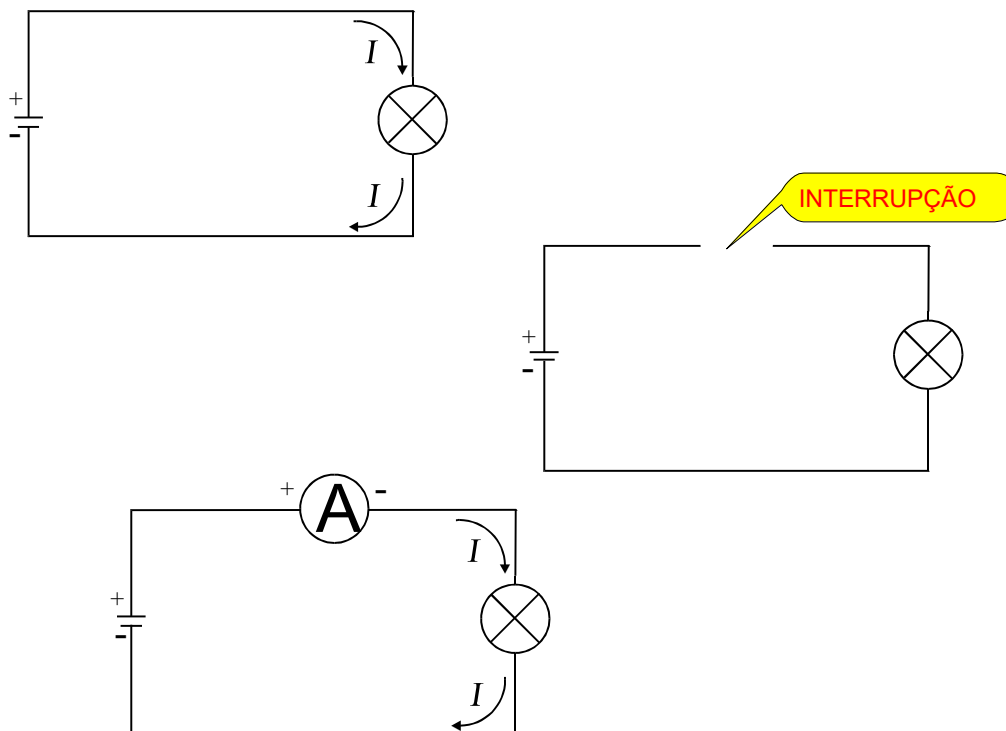 I
+
-
I
INTERRUPÇÃO
+
-
+ A -
I
+
-
I